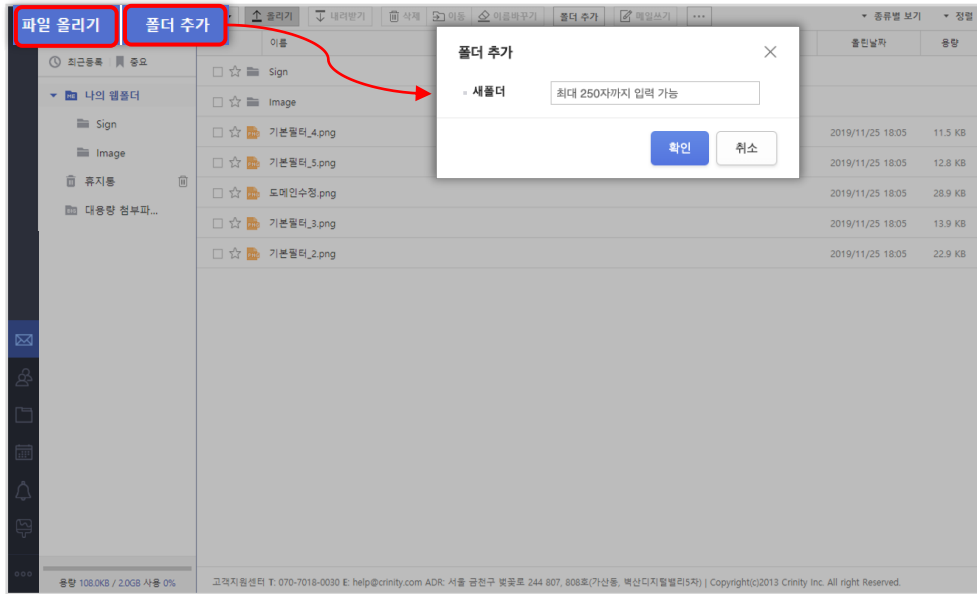 파일 올리기
폴더 추가
올리기 내려받기 삭제 이동 이름바꾸기 폴더 추가 메일쓰기 ··· 종류별 보기 정렬
이름 올린날짜 용량
최근등록 중요
나의 웹폴더
Sign
Image
휴지통
대용량 첨부파...
Sign
Image
기본필터_4.png 2019/11/25 18:05 11.5 KB
기본필터_5.png 2019/11/25 18:05 12.8 KB
도메인수정.png 2019/11/25 18:05 28.9 KB
기본필터_3.png 2019/11/25 18:05 13.9 KB
기본필터_2.png 2019/11/25 18:05 22.9 KB
폴더 추가
새폴더 최대 250자까지 입력 가능
확인 취소
용량 108.0KB / 2.0GB 사용 0%
고객지원센터 T: 070-7018-0030 E: help@crinity.com ADR: 서울 금천구 벚꽃로 244 807, 808호(가산동, 벽산디지털밸리5차) | Copyright(c)2013 Crinity Inc. All right Reserved.